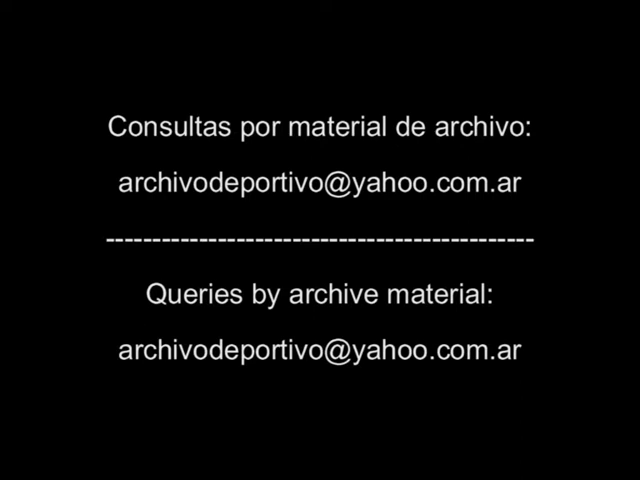 Consultas por material de archivo:
archivodeportivo@yahoo.com.ar
-----------------------------------------------
Queries by archive material:
archivodeportivo@yahoo.com.ar